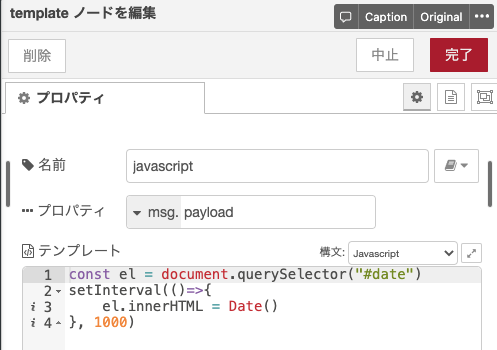 template ノードを編集
Caption Original
削除 中止 完了
プロパティ
名前 javascript
プロパティ msg. payload
テンプレート 構文: Javascript
1 const el = document.querySelector("#date")
2 setInterval(()=>{
i 3 el.innerHTML = Date()
i 4 }, 1000)